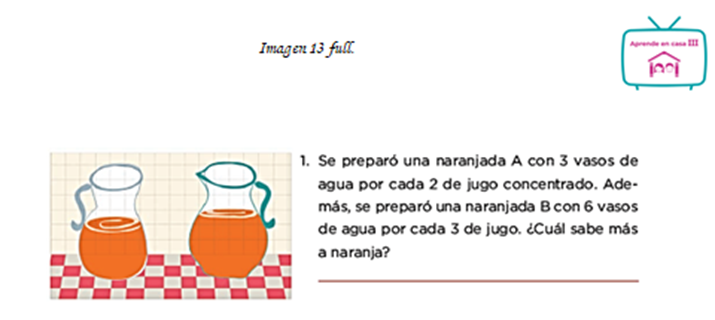 Imagen 13 full.
Aprende en casa III
1. Se preparó una naranjada A con 3 vasos de
agua por cada 2 de jugo concentrado. Ade-
más, se preparó una naranjada B con 6 vasos
de agua por cada 3 de jugo. ¿Cuál sabe más
a naranja?